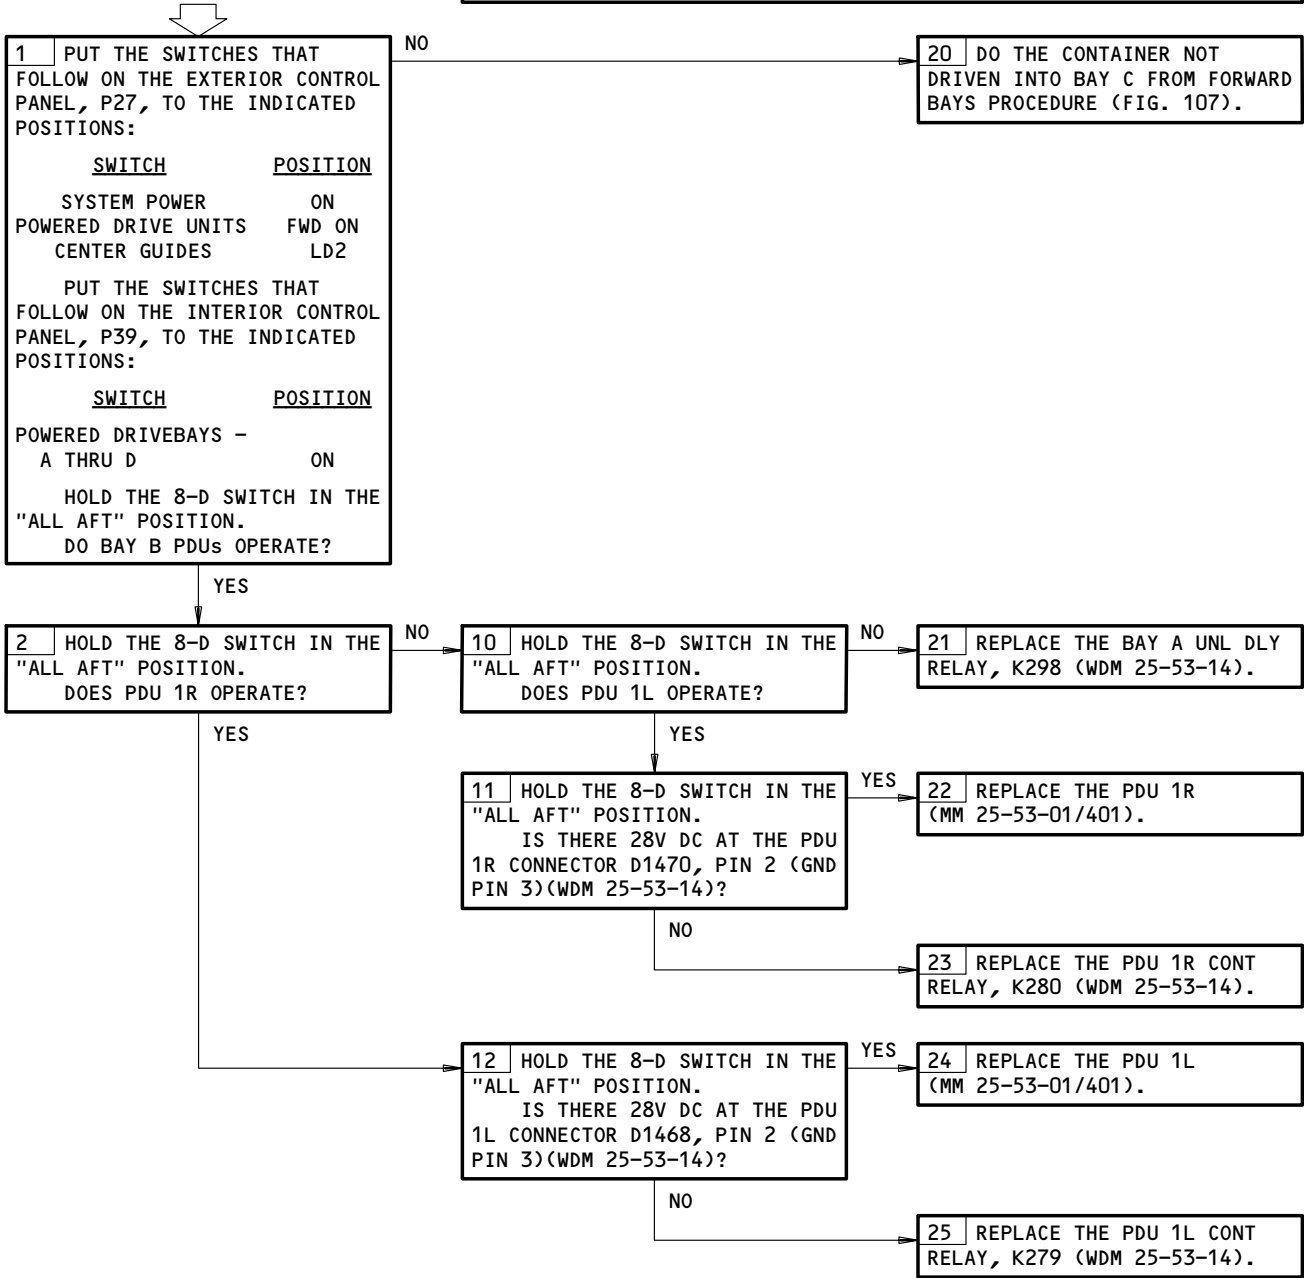 1 PUT THE SWITCHES THAT
FOLLOW ON THE EXTERIOR CONTROL
PANEL, P27, TO THE INDICATED
POSITIONS:
SWITCH POSITION
SYSTEM POWER ON
POWERED DRIVE UNITS FWD ON
CENTER GUIDES LD2
PUT THE SWITCHES THAT
FOLLOW ON THE INTERIOR CONTROL
PANEL, P39, TO THE INDICATED
POSITIONS:
SWITCH POSITION
POWERED DRIVEBAYS –
A THRU D ON
HOLD THE 8–D SWITCH IN THE
"ALL AFT" POSITION.
DO BAY B PDUs OPERATE?
NO
20 DO THE CONTAINER NOT
DRIVEN INTO BAY C FROM FORWARD
BAYS PROCEDURE (FIG. 107).
YES
2 HOLD THE 8–D SWITCH IN THE
"ALL AFT" POSITION.
DOES PDU 1R OPERATE?
NO
10 HOLD THE 8–D SWITCH IN THE
"ALL AFT" POSITION.
DOES PDU 1L OPERATE?
NO
21 REPLACE THE BAY A UNL DLY
RELAY, K298 (WDM 25–53–14).
YES
YES
11 HOLD THE 8–D SWITCH IN THE
"ALL AFT" POSITION.
IS THERE 28V DC AT THE PDU
1R CONNECTOR D1470, PIN 2 (GND
PIN 3)(WDM 25–53–14)?
YES
22 REPLACE THE PDU 1R
(MM 25–53–01/401).
NO
23 REPLACE THE PDU 1R CONT
RELAY, K280 (WDM 25–53–14).
12 HOLD THE 8–D SWITCH IN THE
"ALL AFT" POSITION.
IS THERE 28V DC AT THE PDU
1L CONNECTOR D1468, PIN 2 (GND
PIN 3)(WDM 25–53–14)?
YES
24 REPLACE THE PDU 1L
(MM 25–53–01/401).
NO
25 REPLACE THE PDU 1L CONT
RELAY, K279 (WDM 25–53–14).